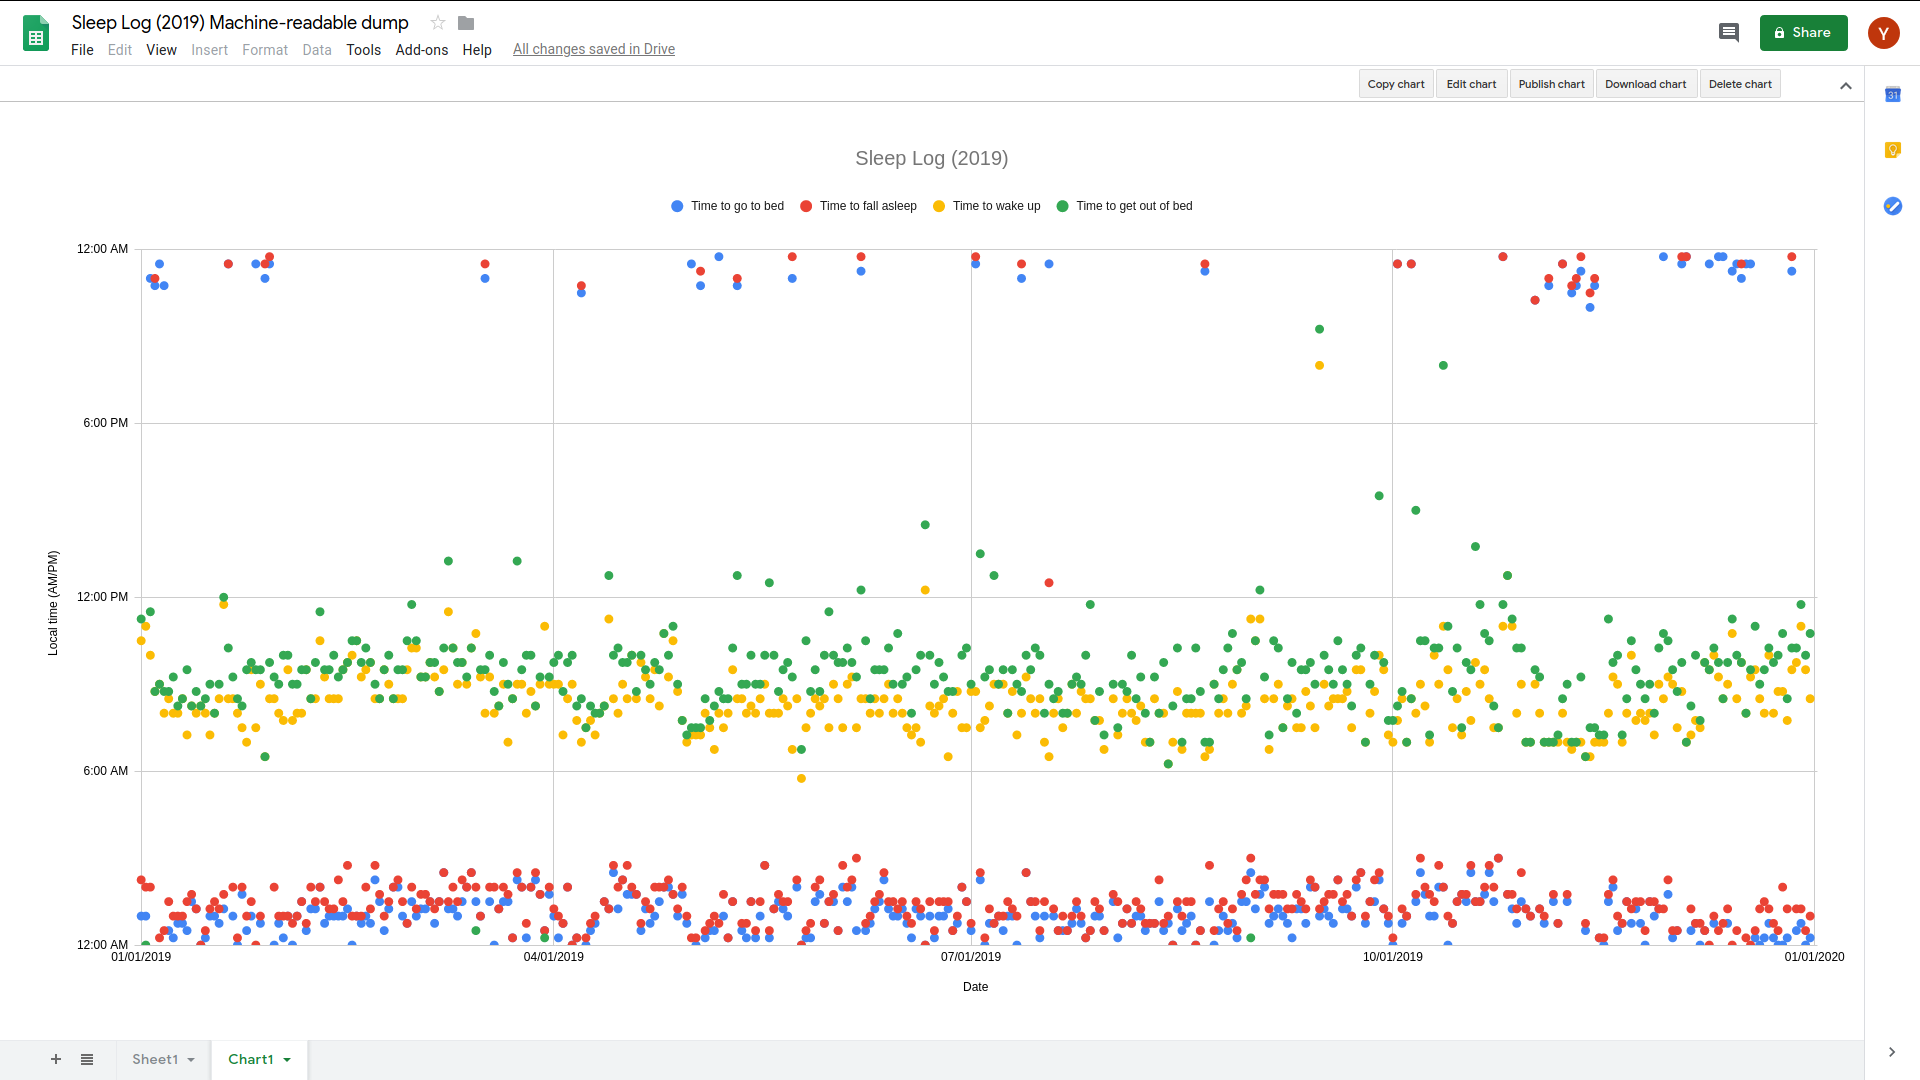 Sleep Log (2019) Machine-readable dump
File Edit View Insert Format Data Tools Add-ons Help All changes saved in Drive
Share
Y
Copy chart Edit chart Publish chart Download chart Delete chart
31
Sleep Log (2019)
Time to go to bed Time to fall asleep Time to wake up Time to get out of bed
12:00 AM
6:00 PM
12:00 PM
6:00 AM
12:00 AM
Local time (AM/PM)
01/01/2019 04/01/2019 07/01/2019 10/01/2019 01/01/2020
Date
Sheet1 Chart1